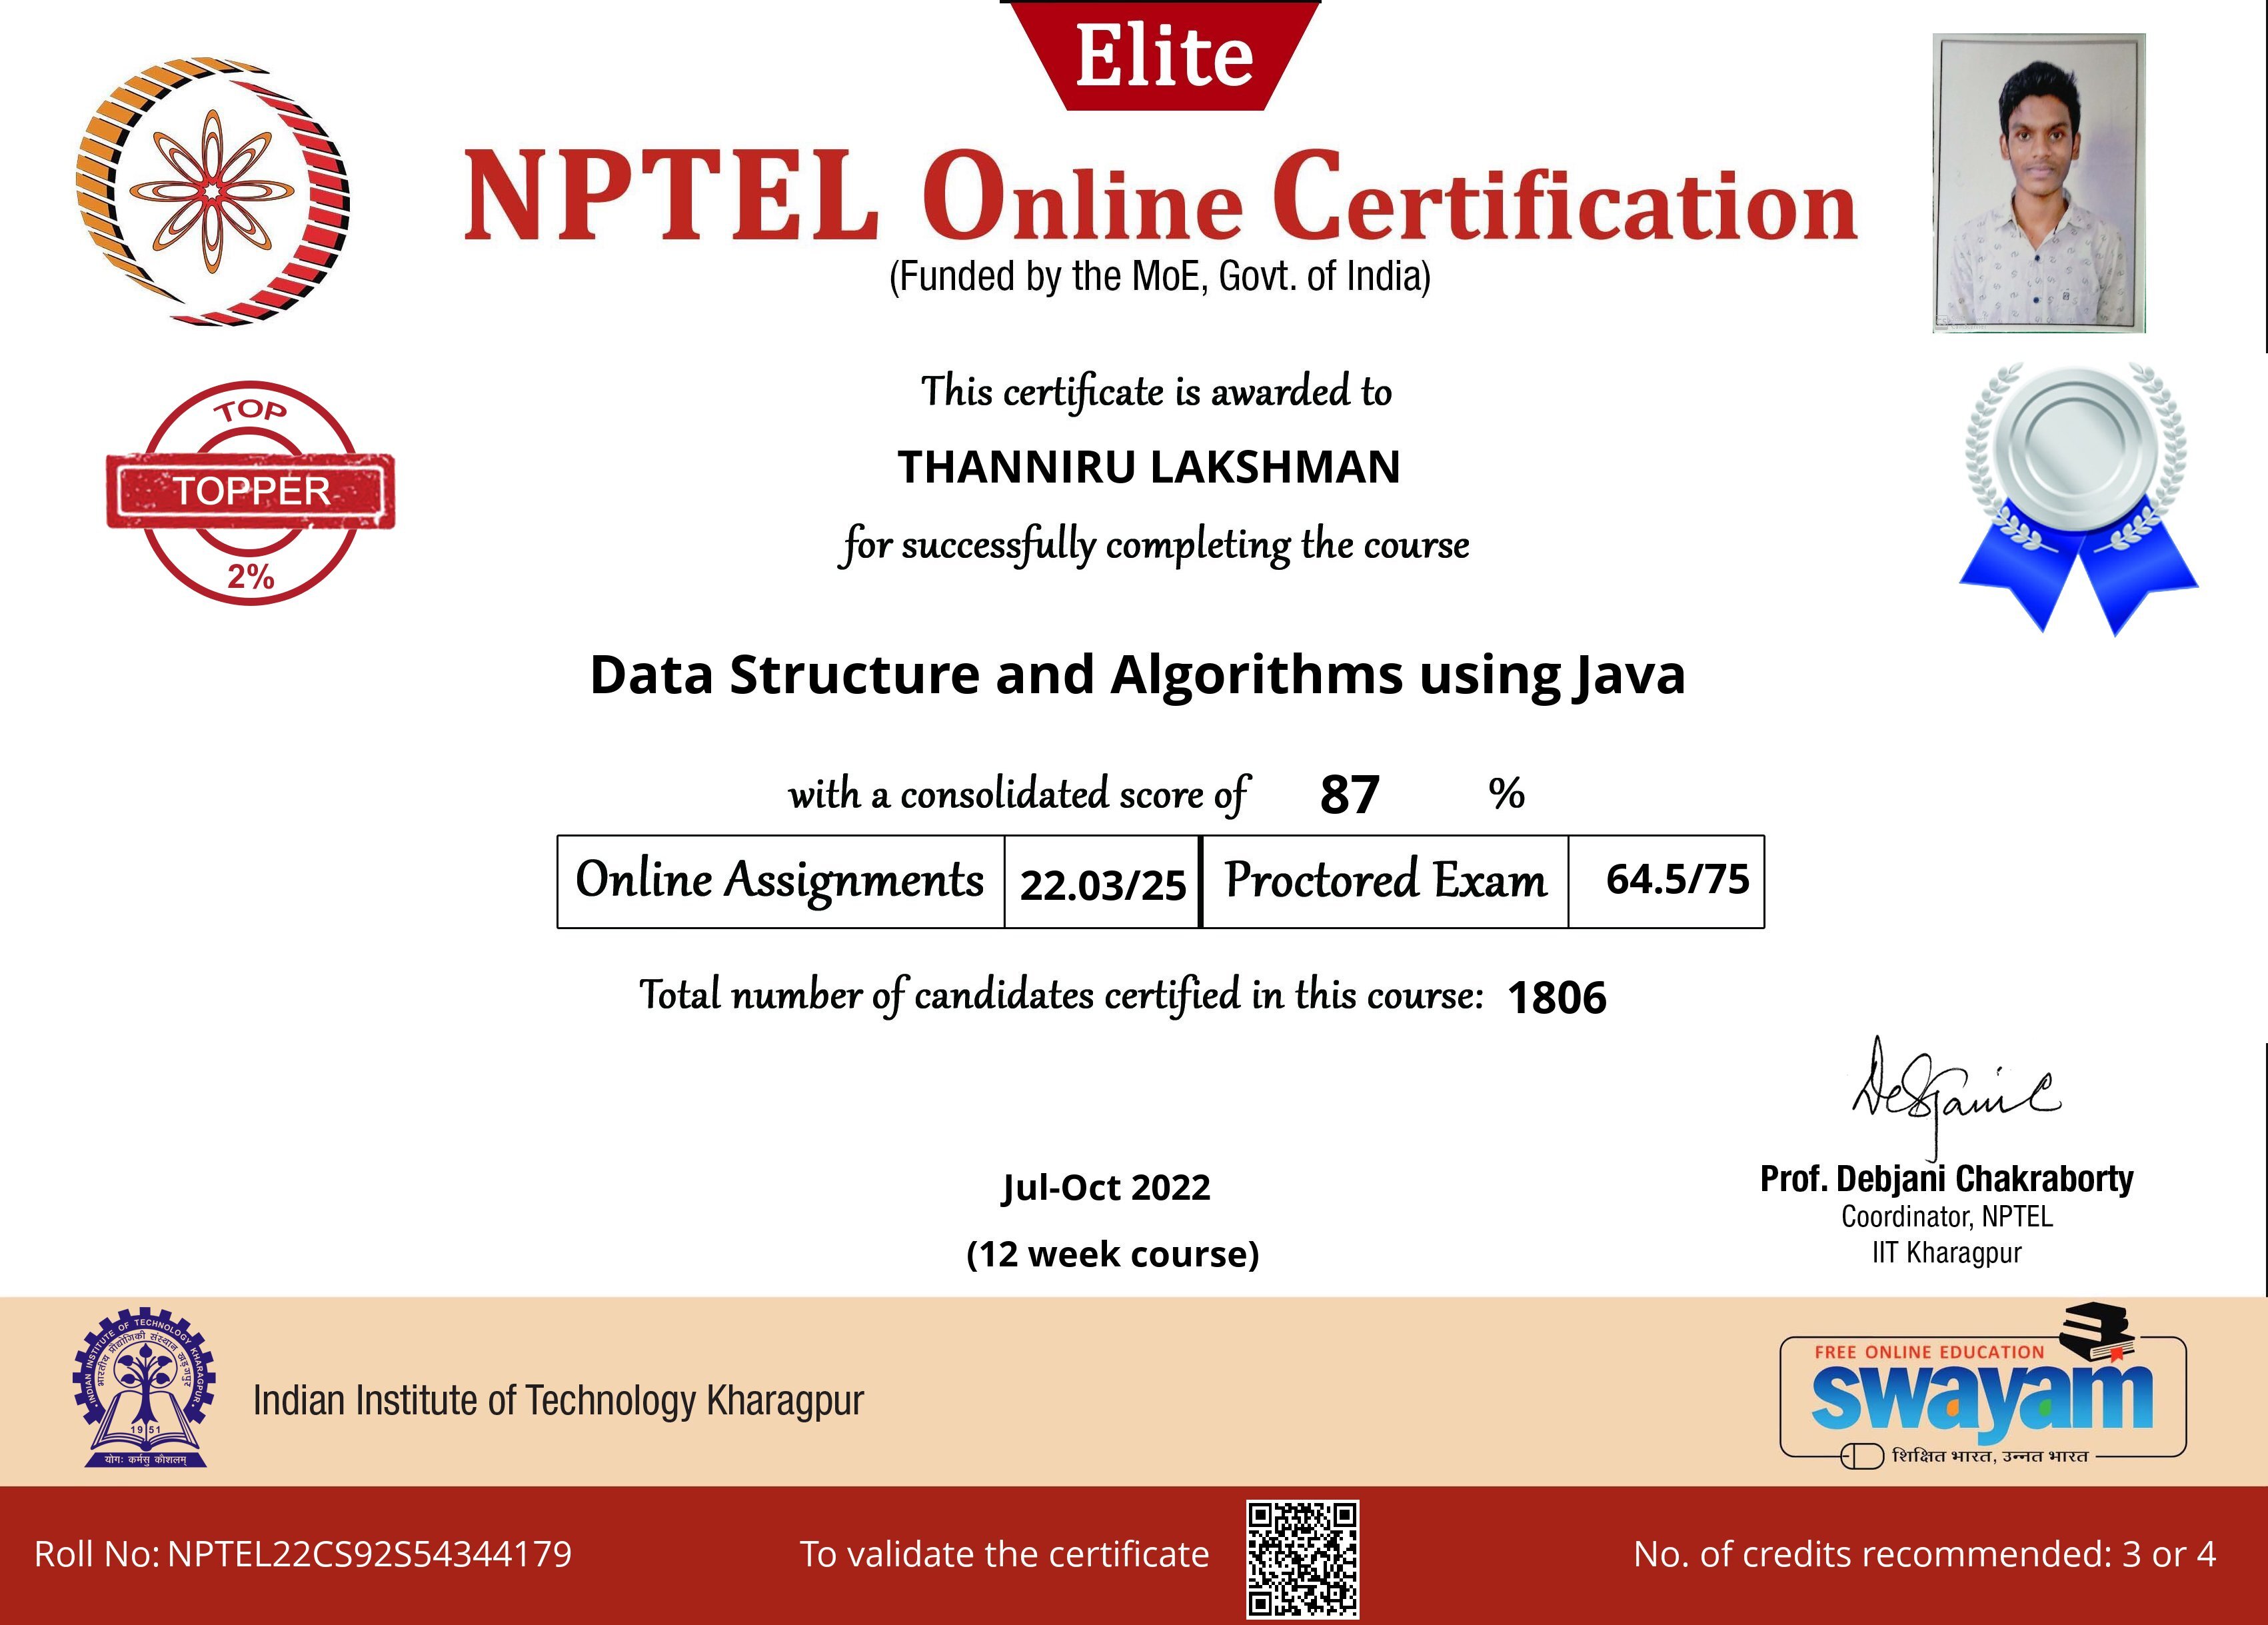 Elite
NPTEL Online Certification
(Funded by the MoE, Govt. of India)
This certificate is awarded to
THANNIRU LAKSHMAN
for successfully completing the course
TOP
TOPPER
2%
Data Structure and Algorithms using Java
with a consolidated score of 87 %
Online Assignments 22.03/25 Proctored Exam 64.5/75
Total number of candidates certified in this course: 1806
Debjani C
Jul-Oct 2022
(12 week course)
Prof. Debjani Chakraborty
Coordinator, NPTEL
IIT Kharagpur
INDIAN INSTITUTE OF TECHNOLOGY KHARAGPUR
भारतीय प्रौद्योगिकी संस्थान खड़गपुर
1951
योगः कर्मसु कौशलम्
Indian Institute of Technology Kharagpur
FREE ONLINE EDUCATION
swayam
शिक्षित भारत, उन्नत भारत
Roll No: NPTEL22CS92S54344179
To validate the certificate
No. of credits recommended: 3 or 4